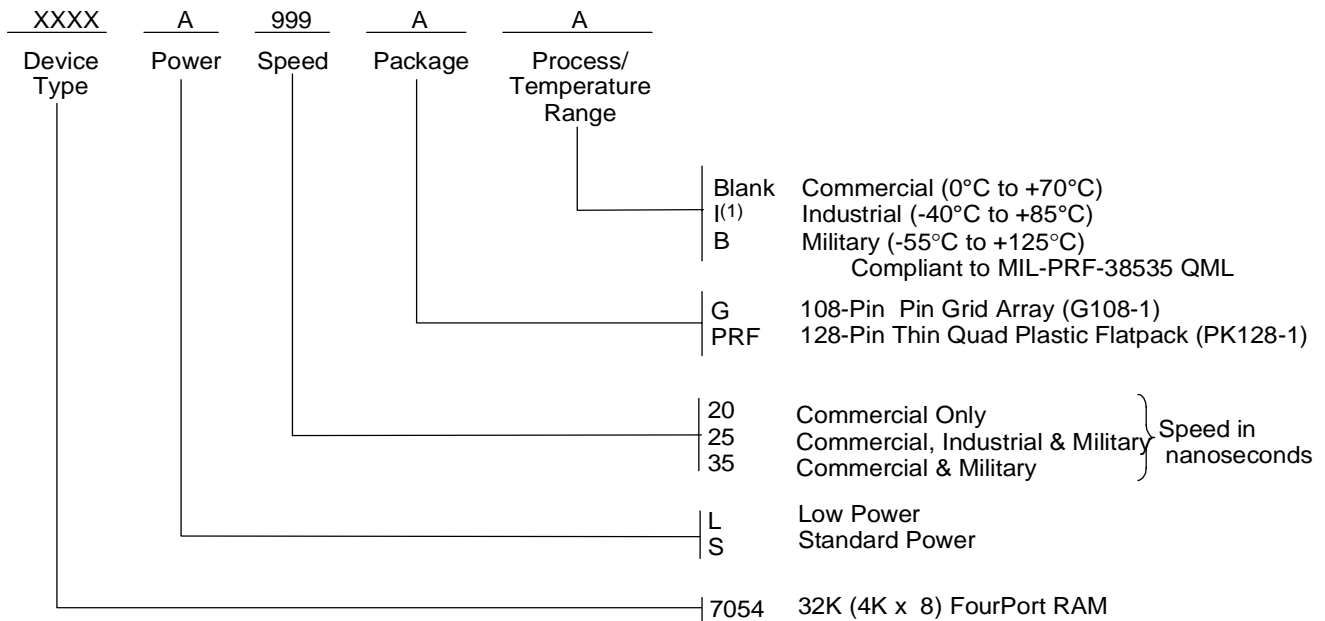 XXXX A 999 A A
Device Type Power Speed Package Process/ Temperature Range
Blank Commercial (0°C to +70°C)
I(1) Industrial (-40°C to +85°C)
B Military (-55°C to +125°C)
Compliant to MIL-PRF-38535 QML
G 108-Pin Pin Grid Array (G108-1)
PRF 128-Pin Thin Quad Plastic Flatpack (PK128-1)
20 Commercial Only
25 Commercial, Industrial & Military
35 Commercial & Military
Speed in
nanoseconds
L Low Power
S Standard Power
7054 32K (4K x 8) FourPort RAM